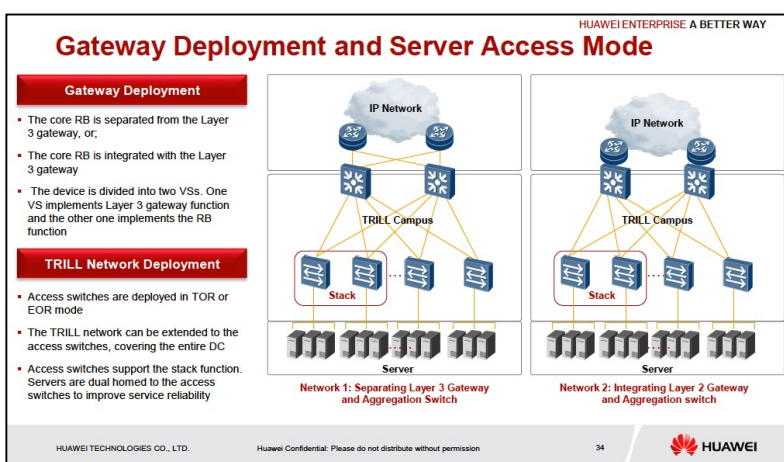 HUAWEI ENTERPRISE A BETTER WAY
Gateway Deployment and Server Access Mode
Gateway Deployment
▪ The core RB is separated from the Layer
3 gateway, or;
▪ The core RB is integrated with the Layer
3 gateway
▪ The device is divided into two VSs. One
VS implements Layer 3 gateway function
and the other one implements the RB
function
TRILL Network Deployment
▪ Access switches are deployed in TOR or
EOR mode
▪ The TRILL network can be extended to the
access switches, covering the entire DC
▪ Access switches support the stack function.
Servers are dual homed to the access
switches to improve service reliability
IP Network
TRILL Campus
Stack
Server
Network 1: Separating Layer 3 Gateway
and Aggregation Switch
IP Network
TRILL Campus
Stack
Server
Network 2: Integrating Layer 2 Gateway
and Aggregation switch
HUAWEI TECHNOLOGIES CO., LTD.
Huawei Confidential: Please do not distribute without permission
34
HUAWEI